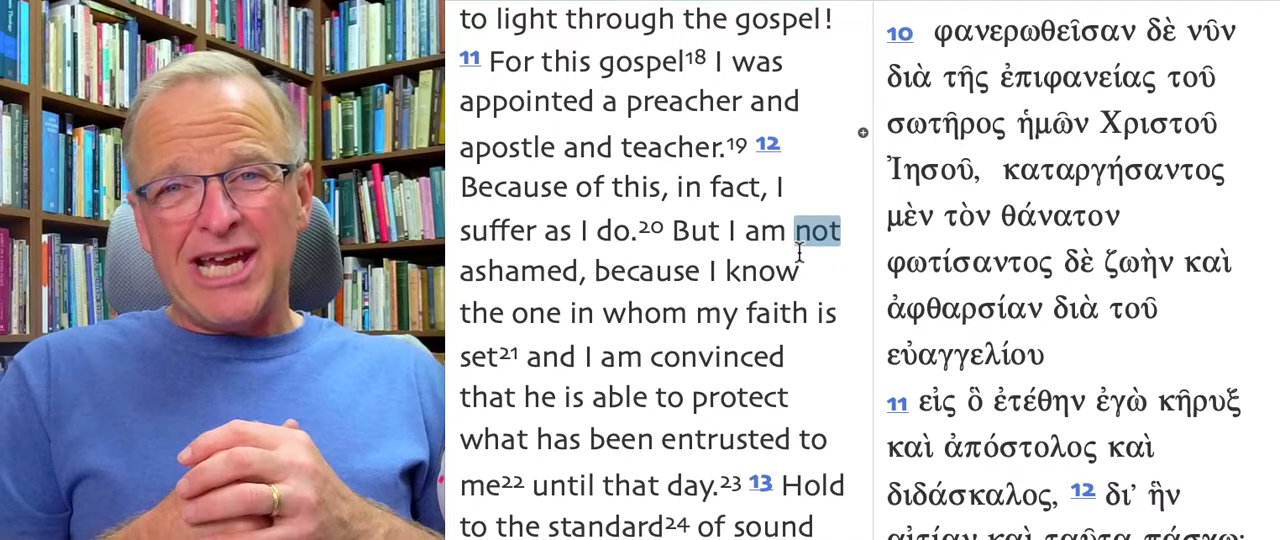 to light through the gospel!
11 For this gospel18 I was
appointed a preacher and
apostle and teacher.19 12
Because of this, in fact, I
suffer as I do.20 But I am not
ashamed, because I know
the one in whom my faith is
set21 and I am convinced
that he is able to protect
what has been entrusted to
me22 until that day.23 13 Hold
to the standard24 of sound
10 φανερωθεῖσαν δὲ νῦν
διὰ τῆς ἐπιφανείας τοῦ
σωτῆρος ἡμῶν Χριστοῦ
Ἰησοῦ, καταργήσαντος
μὲν τὸν θάνατον
φωτίσαντος δὲ ζωὴν καὶ
ἀφθαρσίαν διὰ τοῦ
εὐαγγελίου
11 εἰς ὃ ἐτέθην ἐγὼ κῆρυξ
καὶ ἀπόστολος καὶ
διδάσκαλος, 12 δι’ ἣν
αἰτίαν καὶ ταῦτα πάσχω·